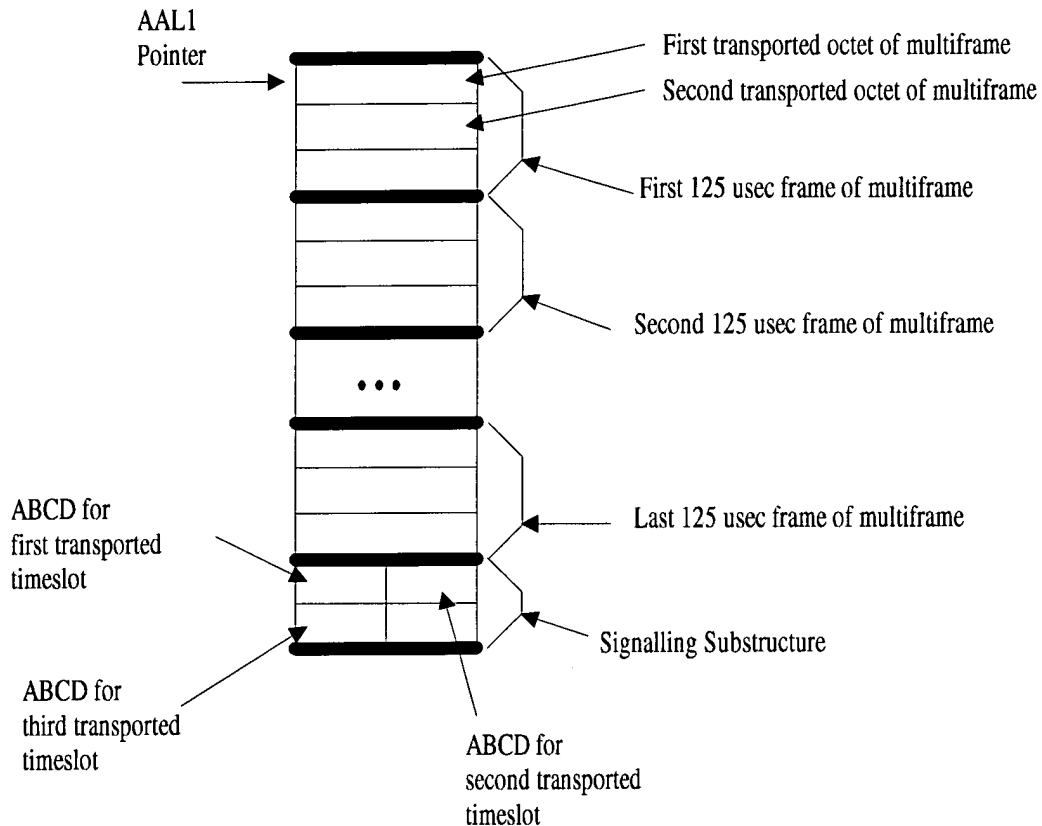 AAL1
Pointer
First transported octet of multiframe
Second transported octet of multiframe
First 125 usec frame of multiframe
Second 125 usec frame of multiframe
Last 125 usec frame of multiframe
ABCD for
first transported
timeslot
Signalling Substructure
ABCD for
third transported
timeslot
ABCD for
second transported
timeslot